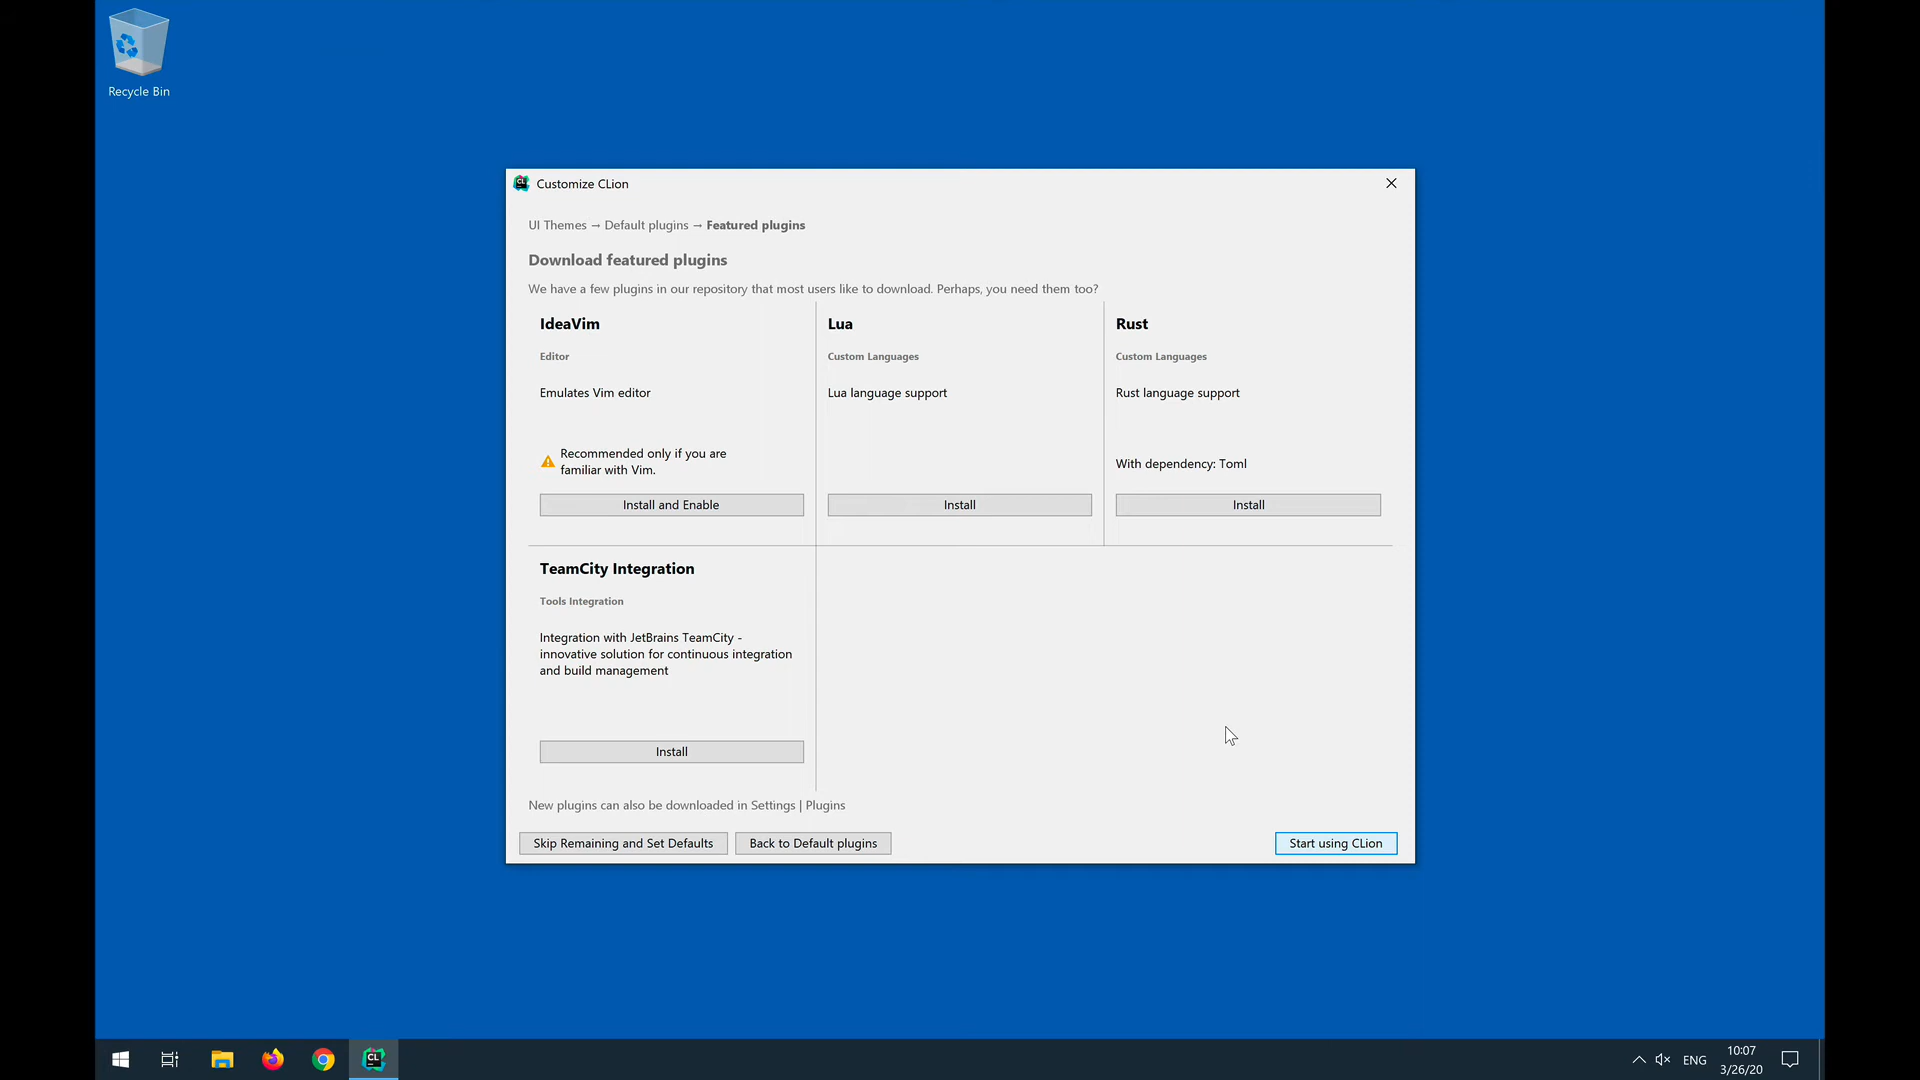 Recycle Bin
Customize CLion
UI Themes → Default plugins → Featured plugins
Download featured plugins
We have a few plugins in our repository that most users like to download. Perhaps, you need them too?
IdeaVim
Editor
Emulates Vim editor
Recommended only if you are
familiar with Vim.
Install and Enable
Lua
Custom Languages
Lua language support
Install
Rust
Custom Languages
Rust language support
With dependency: Toml
Install
TeamCity Integration
Tools Integration
Integration with JetBrains TeamCity -
innovative solution for continuous integration
and build management
Install
New plugins can also be downloaded in Settings | Plugins
Skip Remaining and Set Defaults
Back to Default plugins
Start using CLion
CL
ENG
10:07
3/26/20